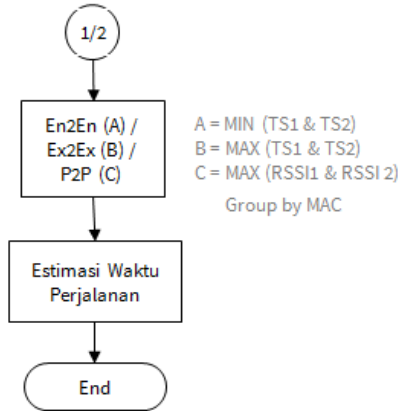 1/2
En2En (A) /
Ex2Ex (B) /
P2P (C)
A = MIN (TS1 & TS2)
B = MAX (TS1 & TS2)
C = MAX (RSSI1 & RSSI 2)
Group by MAC
Estimasi Waktu
Perjalanan
End